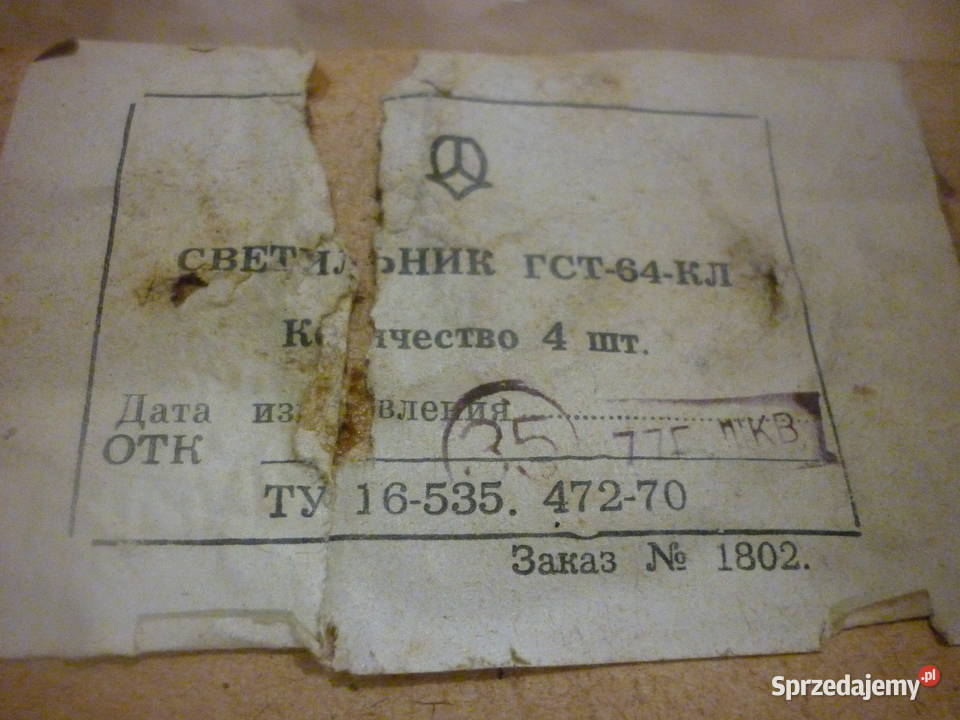 СВЕТИЛЬНИК ГСТ-64-КЛ
Количество 4 шт.
Дата изготовления
35
ОТК
ТУ 16-535. 472-70
Заказ № 1802.
Sprzedajemy.pl